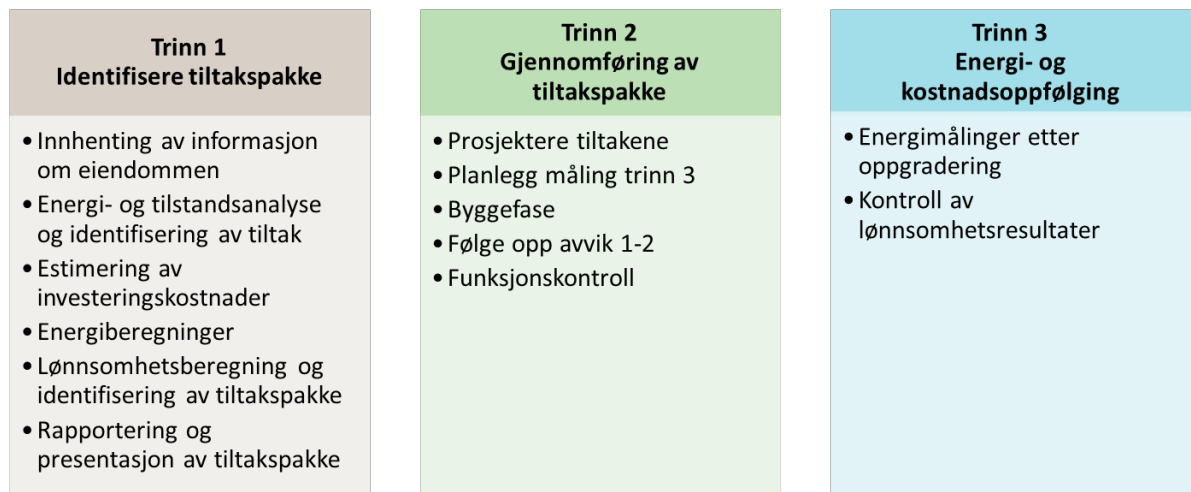 Trinn 1
Identifisere tiltakspakke
• Innhenting av informasjon
om eiendommen
• Energi- og tilstandsanalyse
og identifisering av tiltak
• Estimering av
investeringskostnader
• Energiberegninger
• Lønnsomhetsberegning og
identifisering av tiltakspakke
• Rapportering og
presentasjon av tiltakspakke
Trinn 2
Gjennomføring av
tiltakspakke
• Prosjektere tiltakene
• Planlegg måling trinn 3
• Byggefase
• Følge opp avvik 1-2
• Funksjonskontroll
Trinn 3
Energi- og
kostnadsoppfølging
• Energimålinger etter
oppgradering
• Kontroll av
lønnsomhetsresultater